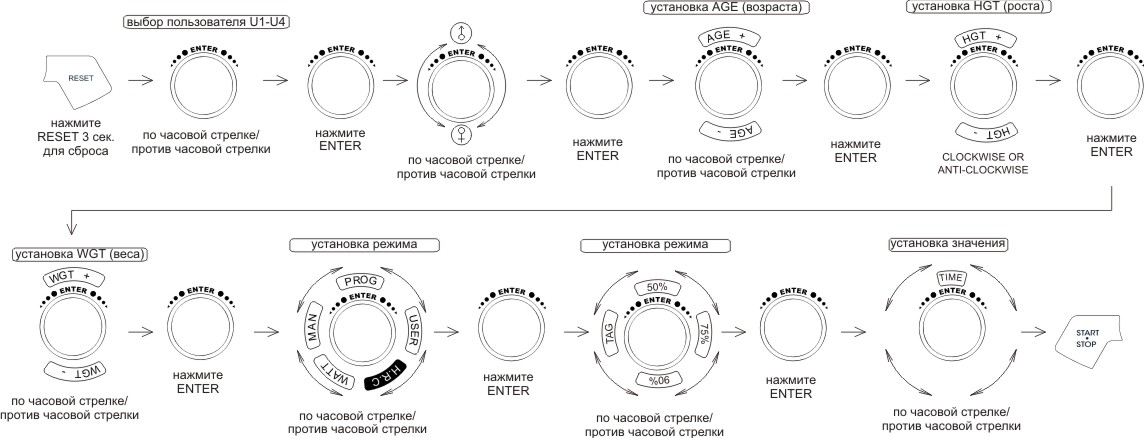 RESET
нажмите
RESET 3 сек.
для сброса
выбор пользователя U1-U4
ENTER
по часовой стрелке/
против часовой стрелки
ENTER
нажмите
ENTER
ENTER
по часовой стрелке/
против часовой стрелки
ENTER
нажмите
ENTER
установка AGE (возраста)
AGE +
ENTER
AGE -
по часовой стрелке/
против часовой стрелки
ENTER
нажмите
ENTER
установка HGT (роста)
HGT +
ENTER
HGT -
CLOCKWISE OR
ANTI-CLOCKWISE
ENTER
нажмите
ENTER
установка WGT (веса)
WGT +
ENTER
WGT -
по часовой стрелке/
против часовой стрелки
ENTER
нажмите
ENTER
установка режима
PROG
ENTER
MAN
USER
WATT
H.R.C
по часовой стрелке/
против часовой стрелки
ENTER
нажмите
ENTER
установка режима
50%
ENTER
TAG
75%
90%
по часовой стрелке/
против часовой стрелки
ENTER
нажмите
ENTER
установка значения
TIME
ENTER
по часовой стрелке/
против часовой стрелки
START
STOP